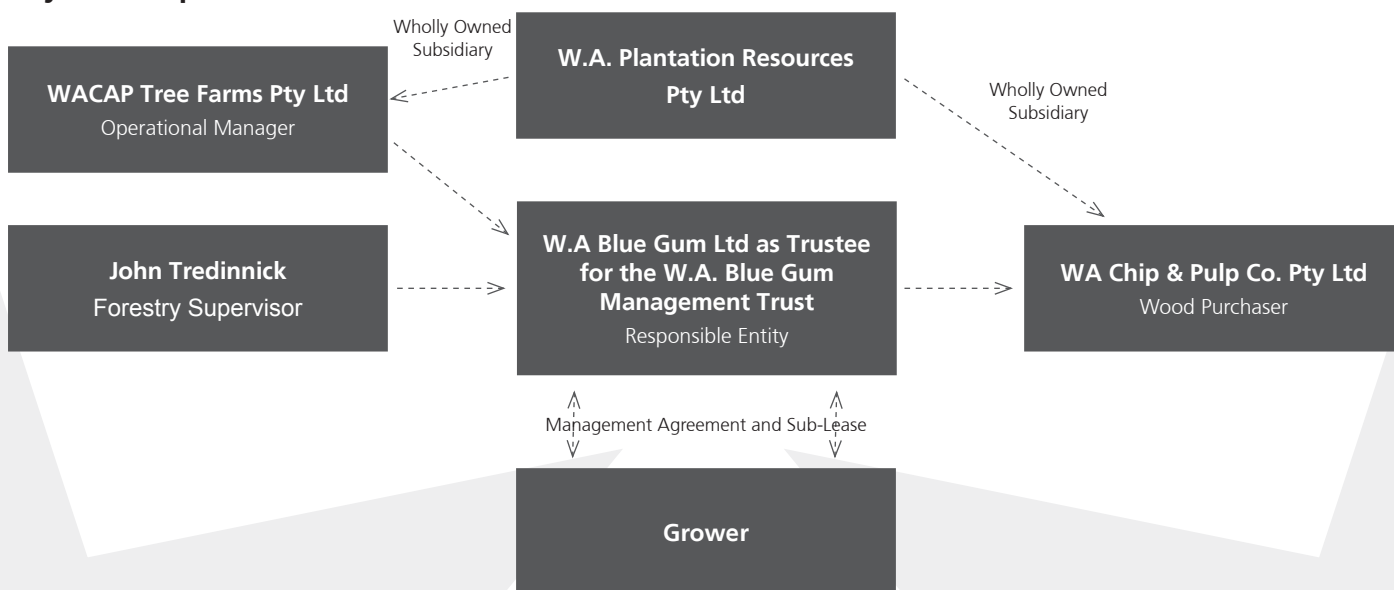 Wholly Owned
Subsidiary
W.A. Plantation Resources
Pty Ltd
WACAP Tree Farms Pty Ltd
Operational Manager
Wholly Owned
Subsidiary
John Tredinnick
Forestry Supervisor
W.A Blue Gum Ltd as Trustee
for the W.A. Blue Gum
Management Trust
Responsible Entity
WA Chip & Pulp Co. Pty Ltd
Wood Purchaser
Management Agreement and Sub-Lease
Grower